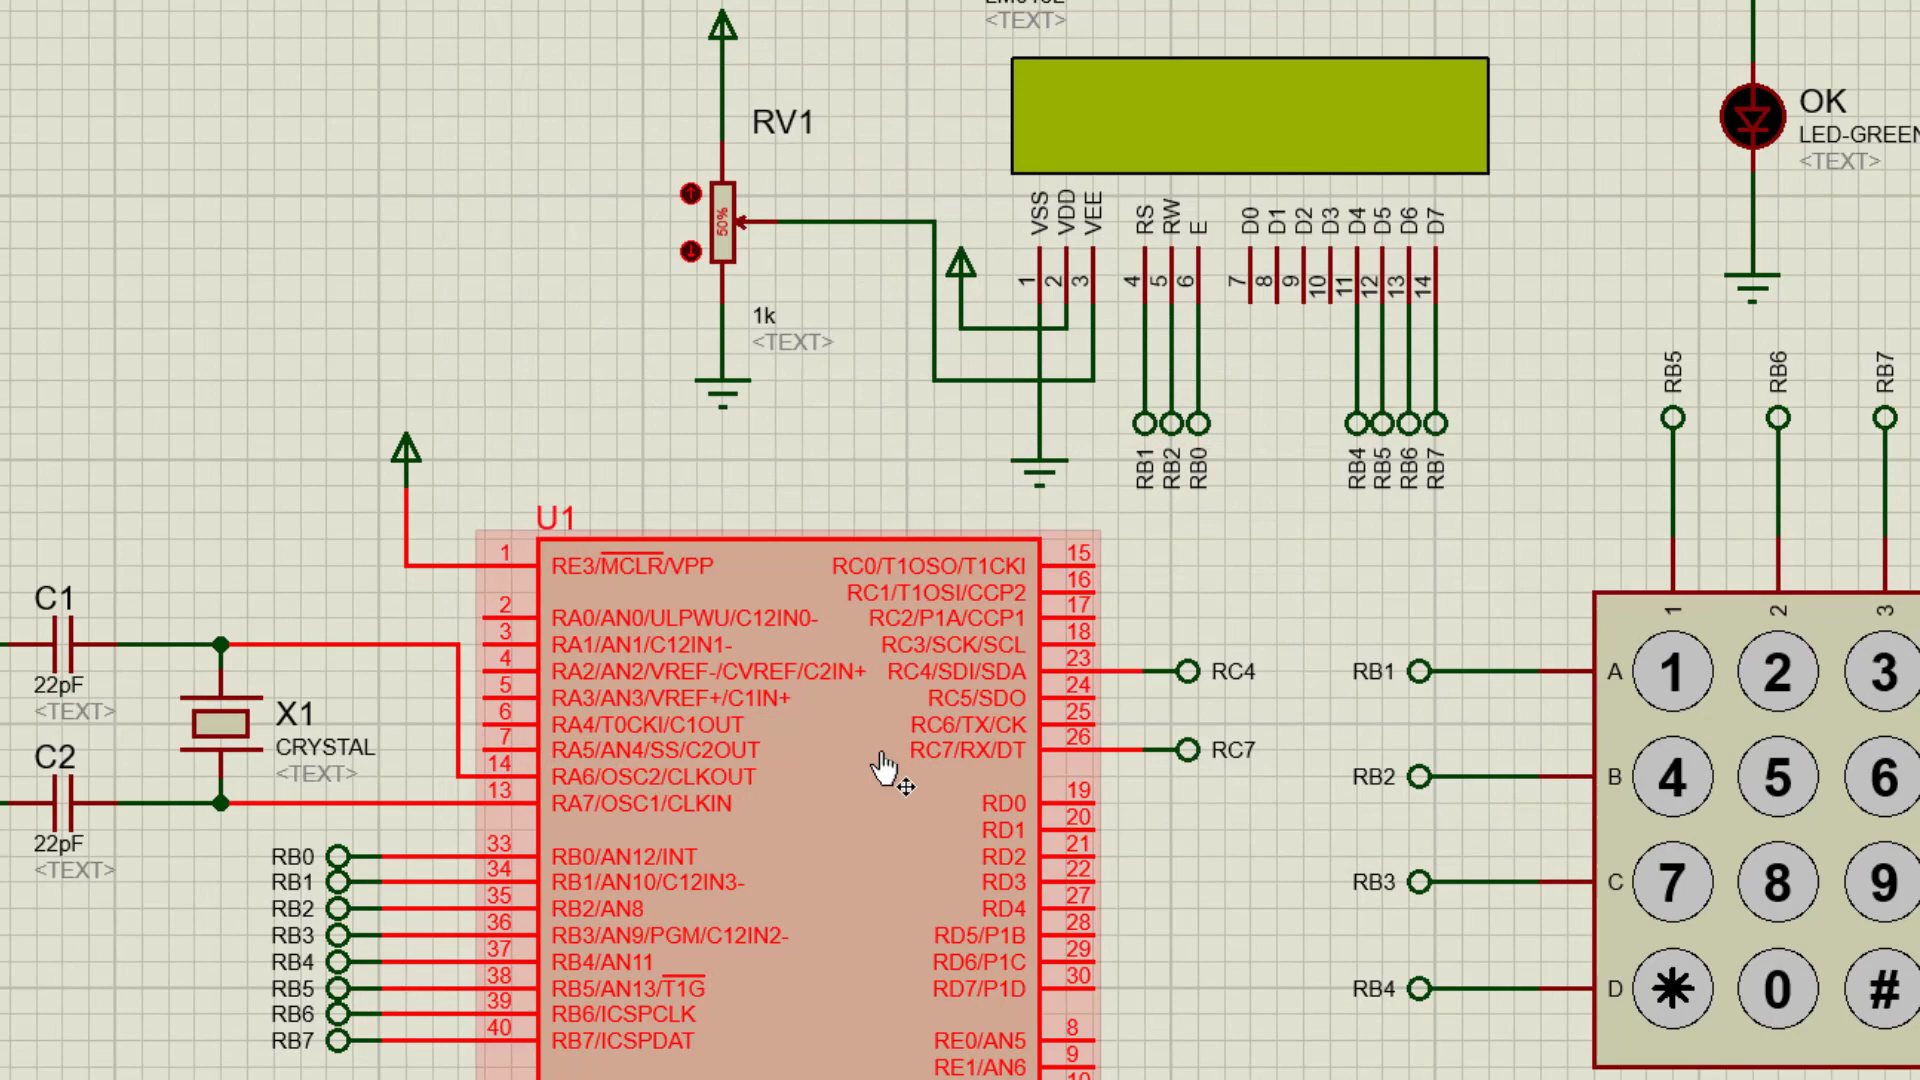 <TEXT>
RV1
50%
1k
<TEXT>
VSS VDD VEE RS RW E D0 D1 D2 D3 D4 D5 D6 D7
1 2 3 4 5 6 7 8 9 10 11 12 13 14
RB1 RB2 RB0 RB4 RB5 RB6 RB7
OK
LED-GREEN
<TEXT>
RB5 RB6 RB7
C1
22pF
<TEXT>
C2
22pF
<TEXT>
X1
CRYSTAL
<TEXT>
U1
1 RE3/MCLR/VPP
2 RA0/AN0/ULPWU/C12IN0-
3 RA1/AN1/C12IN1-
4 RA2/AN2/VREF-/CVREF/C2IN+
5 RA3/AN3/VREF+/C1IN+
6 RA4/T0CKI/C1OUT
7 RA5/AN4/SS/C2OUT
14 RA6/OSC2/CLKOUT
13 RA7/OSC1/CLKIN
RB0 33 RB0/AN12/INT
RB1 34 RB1/AN10/C12IN3-
RB2 35 RB2/AN8
RB3 36 RB3/AN9/PGM/C12IN2-
RB4 37 RB4/AN11
RB5 38 RB5/AN13/T1G
RB6 39 RB6/ICSPCLK
RB7 40 RB7/ICSPDAT
RC0/T1OSO/T1CKI 15
RC1/T1OSI/CCP2 16
RC2/P1A/CCP1 17
RC3/SCK/SCL 18
RC4/SDI/SDA 23 RC4
RC5/SDO 24
RC6/TX/CK 25
RC7/RX/DT 26 RC7
RD0 19
RD1 20
RD2 21
RD3 22
RD4 27
RD5/P1B 28
RD6/P1C 29
RD7/P1D 30
RE0/AN5 8
RE1/AN6 9
1 2 3
RB1 A 1 2 3
RB2 B 4 5 6
RB3 C 7 8 9
RB4 D * 0 #